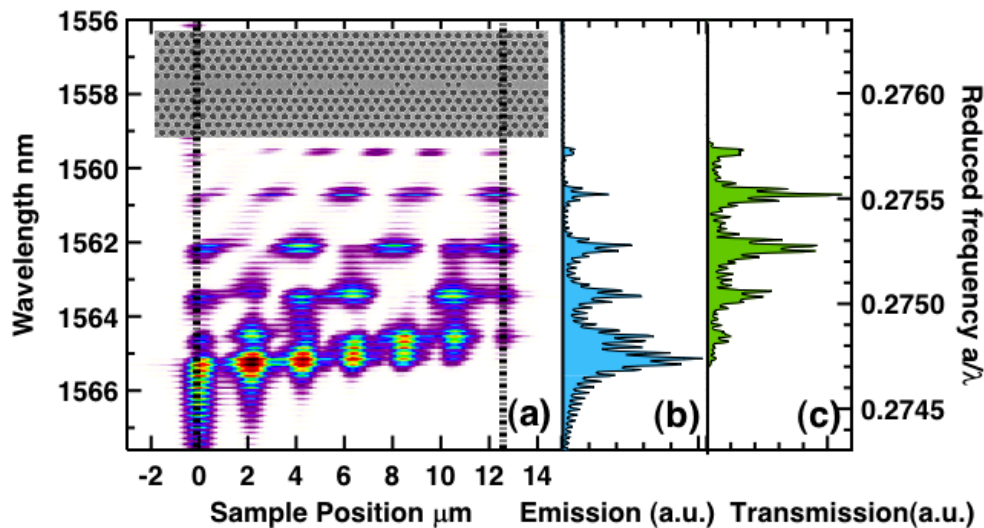 1556
1558
1560
1562
1564
1566
Wavelength nm
-2 0 2 4 6 8 10 12 14
Sample Position μm
(a)
(b)
Emission (a.u.)
(c)
Transmission(a.u.)
0.2760
0.2755
0.2750
0.2745
Reduced frequency a/λ